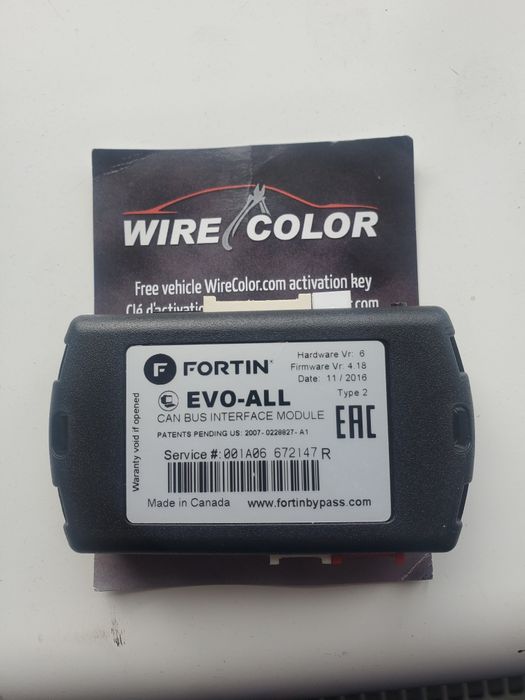 WIRE COLOR
Free vehicle WireColor.com activation key
Clé d'activation
.com
FORTIN
Hardware Vr: 6
Firmware Vr: 4.18
Date: 11 / 2016
EVO-ALL
Type 2
CAN BUS INTERFACE MODULE
PATENTS PENDING US: 2007-0228827-A1
EAC
Service #:001A06 672147 R
Made in Canada www.fortinbypass.com
Waranty void if opened